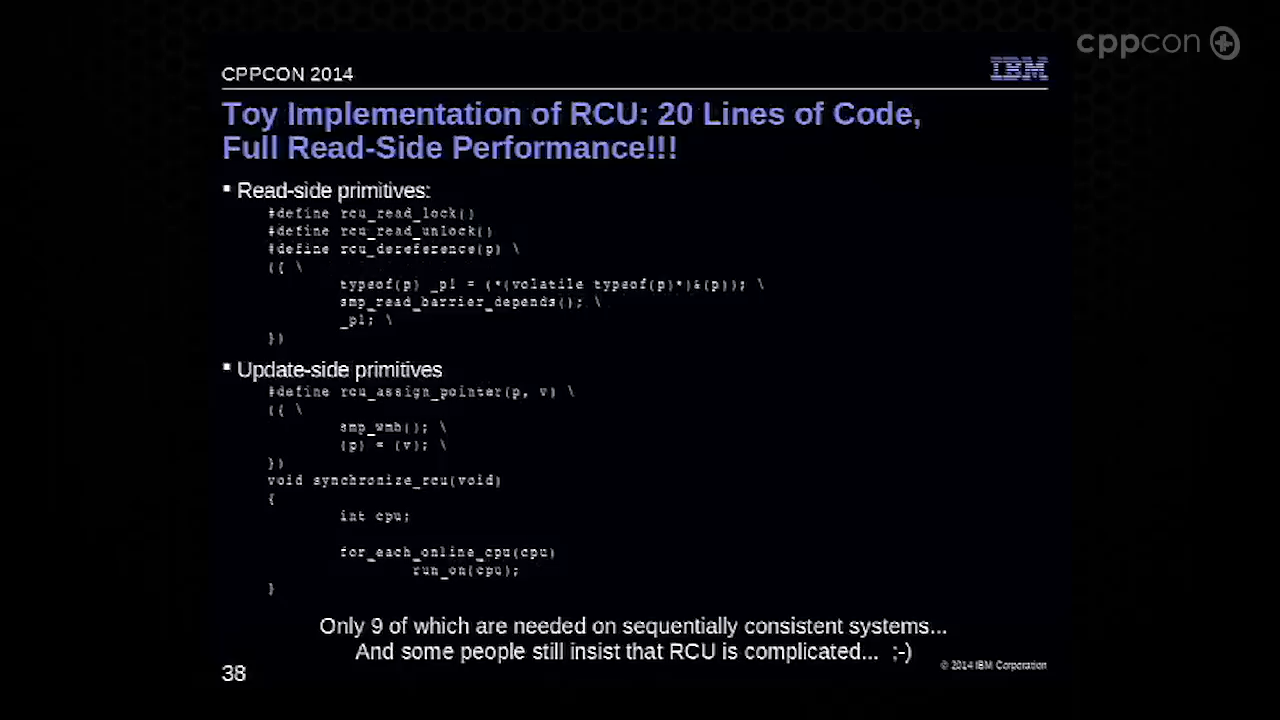 cppcon
CPPCON 2014
IBM
Toy Implementation of RCU: 20 Lines of Code,
Full Read-Side Performance!!!
▪ Read-side primitives:
#define rcu_read_lock()
#define rcu_read_unlock()
#define rcu_dereference(p) \
({ \
typeof(p) _p1 = (*(volatile typeof(p)*)&(p)); \
smp_read_barrier_depends(); \
_p1; \
})
▪ Update-side primitives
#define rcu_assign_pointer(p, v) \
({ \
smp_wmb(); \
(p) = (v); \
})
void synchronize_rcu(void)
{
int cpu;
for_each_online_cpu(cpu)
run_on(cpu);
}
Only 9 of which are needed on sequentially consistent systems...
And some people still insist that RCU is complicated... ;-)
38
© 2014 IBM Corporation